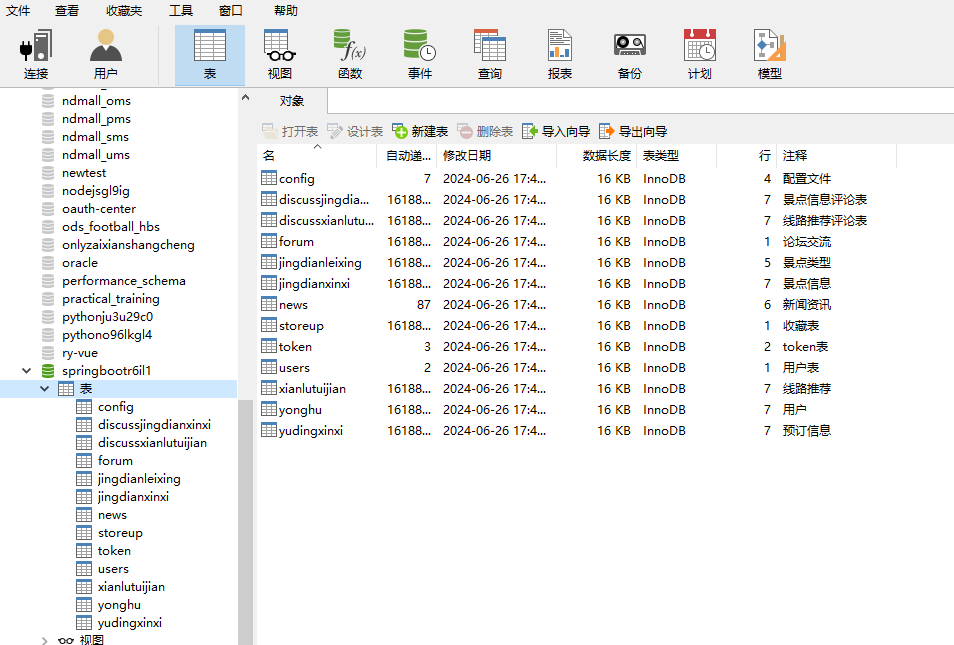 文件 查看 收藏夹 工具 窗口 帮助
连接 用户 表 视图 函数 事件 查询 报表 备份 计划 模型
ndmall_oms
ndmall_pms
ndmall_sms
ndmall_ums
newtest
nodejsgl9ig
oauth-center
ods_football_hbs
onlyzaixianshangcheng
oracle
performance_schema
practical_training
pythonju3u29c0
pythono96lkgl4
ry-vue
springbootr6il1
表
config
discussjingdianxinxi
discussxianlutuijian
forum
jingdianleixing
jingdianxinxi
news
storeup
token
users
xianlutuijian
yonghu
yudingxinxi
视图
对象
打开表 设计表 新建表 删除表 导入向导 导出向导
名 自动递... 修改日期 数据长度 表类型 行 注释
config 7 2024-06-26 17:4... 16 KB InnoDB 4 配置文件
discussjingdia... 16188... 2024-06-26 17:4... 16 KB InnoDB 7 景点信息评论表
discussxianlutu... 16188... 2024-06-26 17:4... 16 KB InnoDB 7 线路推荐评论表
forum 16188... 2024-06-26 17:4... 16 KB InnoDB 1 论坛交流
jingdianleixing 16188... 2024-06-26 17:4... 16 KB InnoDB 5 景点类型
jingdianxinxi 16188... 2024-06-26 17:4... 16 KB InnoDB 7 景点信息
news 87 2024-06-26 17:4... 16 KB InnoDB 6 新闻资讯
storeup 16188... 2024-06-26 17:4... 16 KB InnoDB 1 收藏表
token 3 2024-06-26 17:4... 16 KB InnoDB 2 token表
users 2 2024-06-26 17:4... 16 KB InnoDB 1 用户表
xianlutuijian 16188... 2024-06-26 17:4... 16 KB InnoDB 7 线路推荐
yonghu 16188... 2024-06-26 17:4... 16 KB InnoDB 7 用户
yudingxinxi 16188... 2024-06-26 17:4... 16 KB InnoDB 7 预订信息